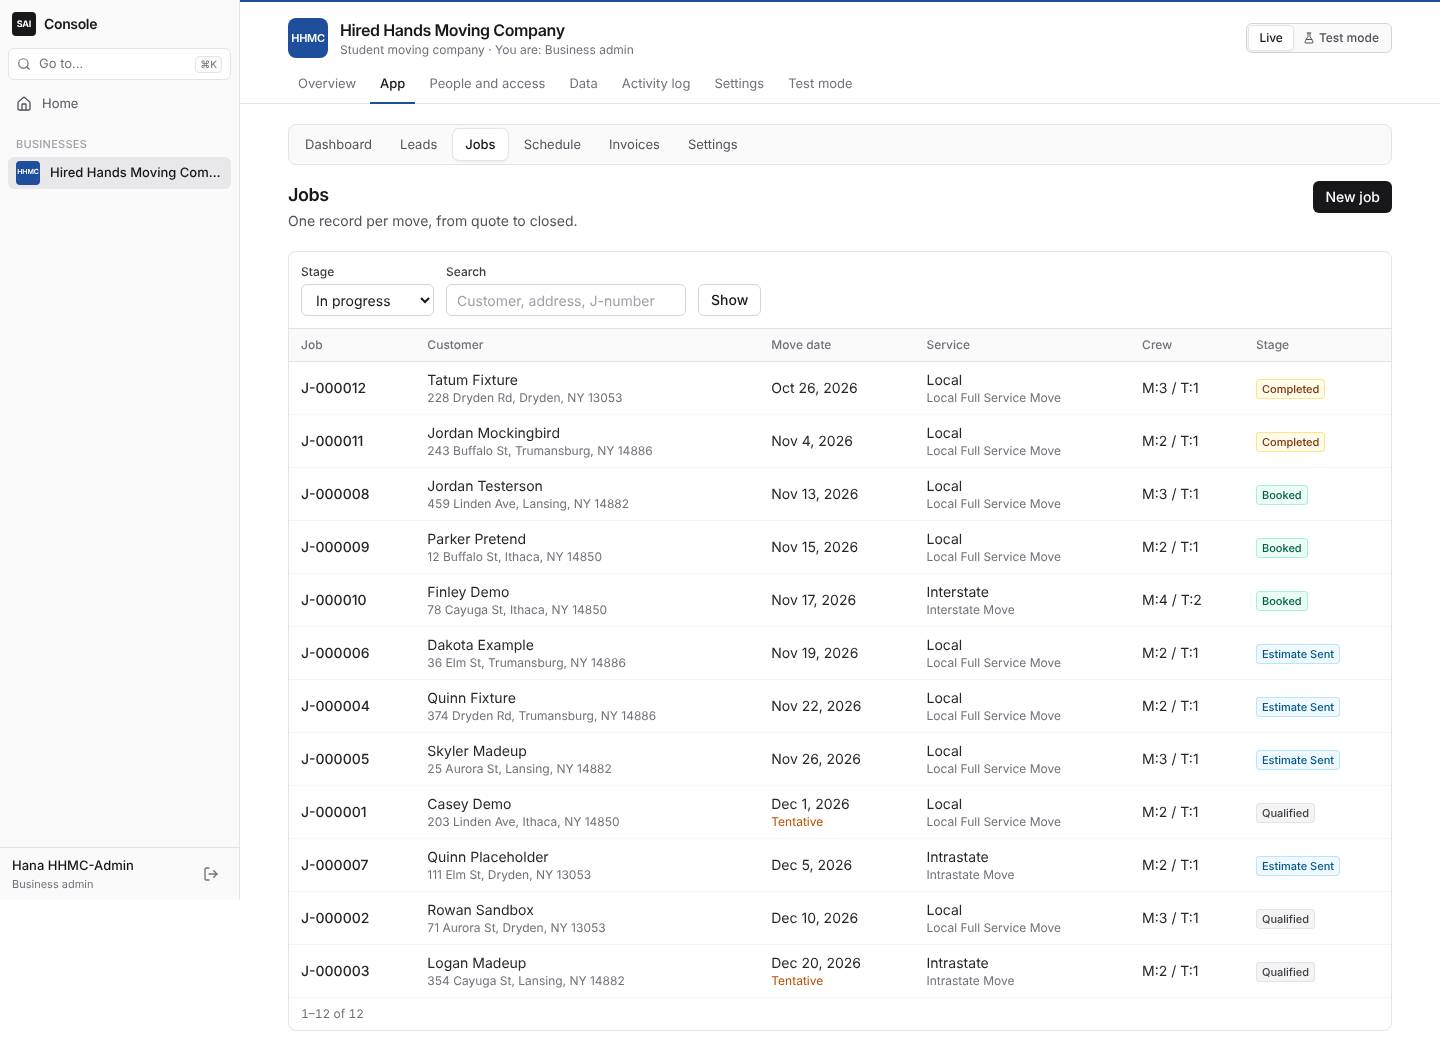 SAI Console
Go to... ⌘K
Home
BUSINESSES
HHMC Hired Hands Moving Com...
Hana HHMC-Admin
Business admin
HHMC
Hired Hands Moving Company
Student moving company · You are: Business admin
Live Test mode
Overview App People and access Data Activity log Settings Test mode
Dashboard Leads Jobs Schedule Invoices Settings
Jobs
One record per move, from quote to closed.
New job
Stage Search
In progress Customer, address, J-number Show
Job Customer Move date Service Crew Stage
J-000012 Tatum Fixture Oct 26, 2026 Local M:3 / T:1 Completed
228 Dryden Rd, Dryden, NY 13053 Local Full Service Move
J-000011 Jordan Mockingbird Nov 4, 2026 Local M:2 / T:1 Completed
243 Buffalo St, Trumansburg, NY 14886 Local Full Service Move
J-000008 Jordan Testerson Nov 13, 2026 Local M:3 / T:1 Booked
459 Linden Ave, Lansing, NY 14882 Local Full Service Move
J-000009 Parker Pretend Nov 15, 2026 Local M:2 / T:1 Booked
12 Buffalo St, Ithaca, NY 14850 Local Full Service Move
J-000010 Finley Demo Nov 17, 2026 Interstate M:4 / T:2 Booked
78 Cayuga St, Ithaca, NY 14850 Interstate Move
J-000006 Dakota Example Nov 19, 2026 Local M:2 / T:1 Estimate Sent
36 Elm St, Trumansburg, NY 14886 Local Full Service Move
J-000004 Quinn Fixture Nov 22, 2026 Local M:2 / T:1 Estimate Sent
374 Dryden Rd, Trumansburg, NY 14886 Local Full Service Move
J-000005 Skyler Madeup Nov 26, 2026 Local M:3 / T:1 Estimate Sent
25 Aurora St, Lansing, NY 14882 Local Full Service Move
J-000001 Casey Demo Dec 1, 2026 Local M:2 / T:1 Qualified
203 Linden Ave, Ithaca, NY 14850 Tentative Local Full Service Move
J-000007 Quinn Placeholder Dec 5, 2026 Intrastate M:2 / T:1 Estimate Sent
111 Elm St, Dryden, NY 13053 Intrastate Move
J-000002 Rowan Sandbox Dec 10, 2026 Local M:3 / T:1 Qualified
71 Aurora St, Dryden, NY 13053 Local Full Service Move
J-000003 Logan Madeup Dec 20, 2026 Intrastate M:2 / T:1 Qualified
354 Cayuga St, Lansing, NY 14882 Tentative Intrastate Move
1–12 of 12